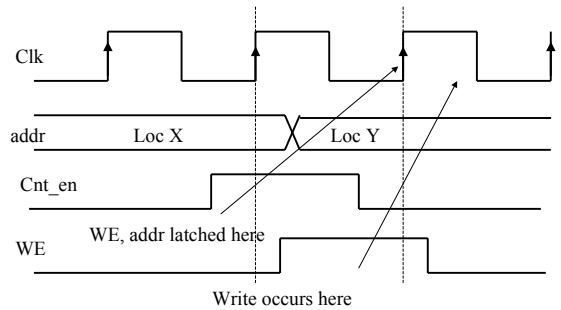 Clk
addr
Loc X
Loc Y
Cnt_en
WE, addr latched here
WE
Write occurs here